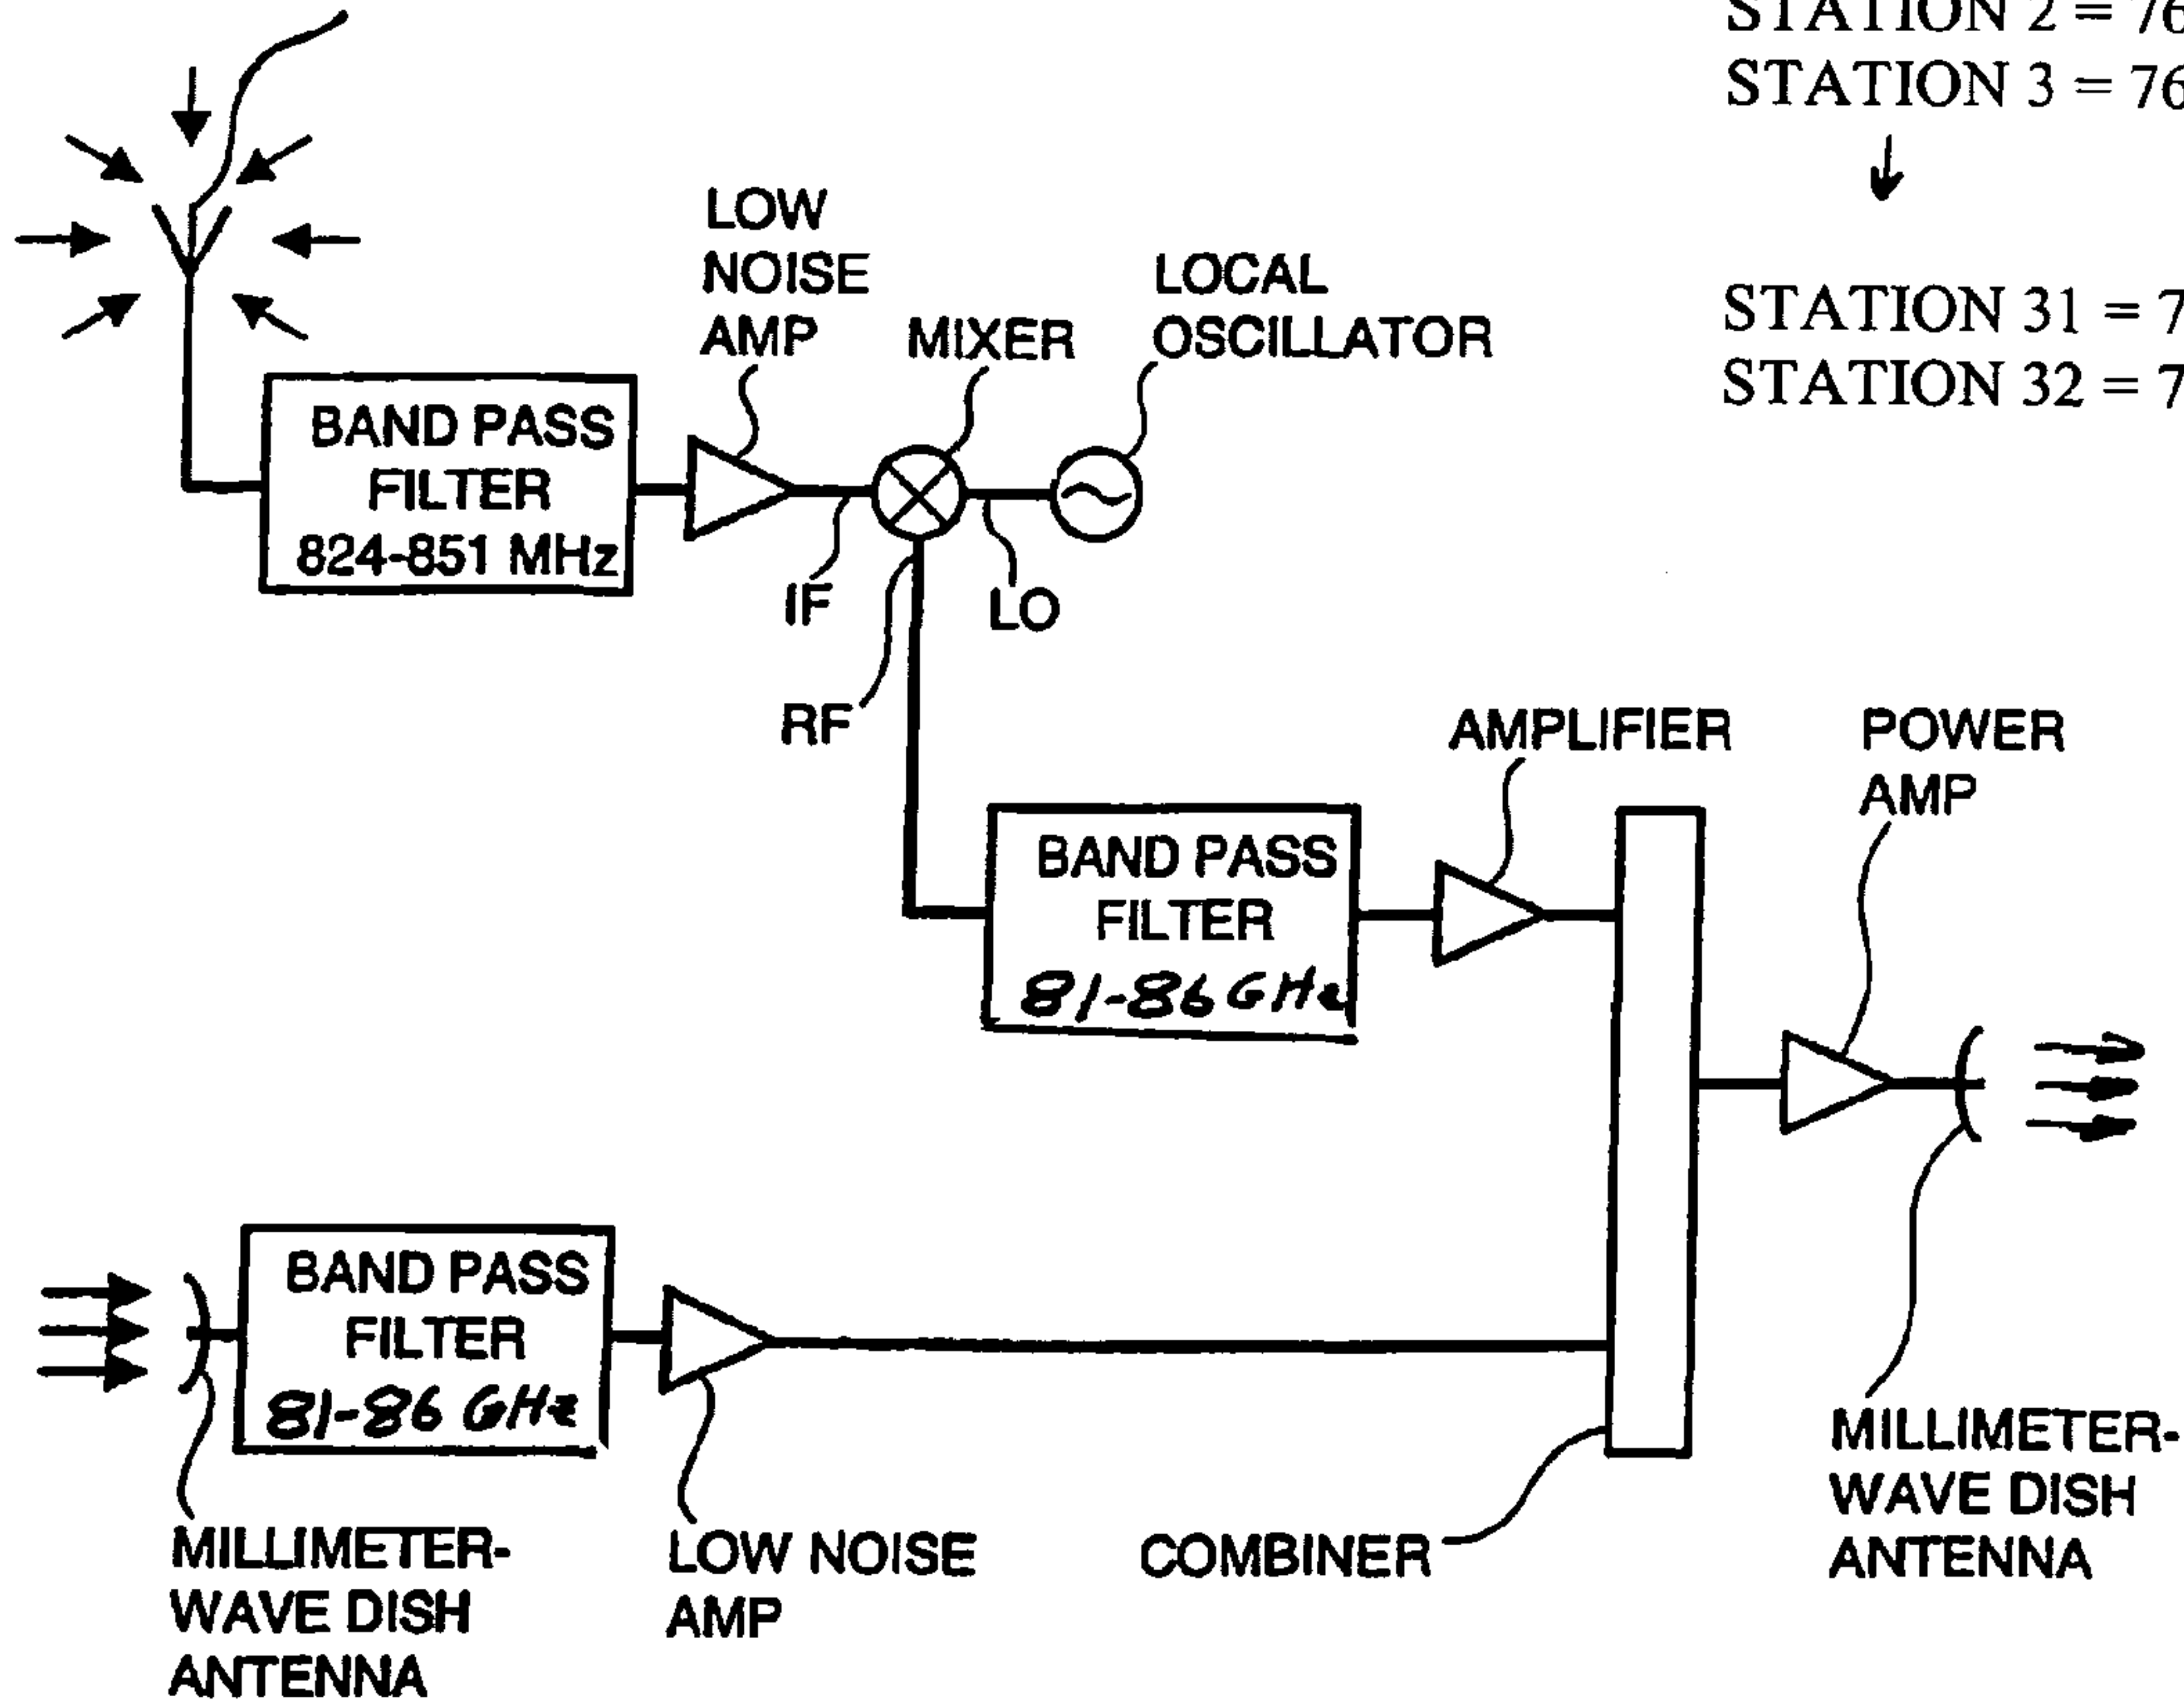 STATION 2 = 76
STATION 3 = 76
STATION 31 = 7
STATION 32 = 7
LOW
NOISE
AMP
MIXER
LOCAL
OSCILLATOR
BAND PASS
FILTER
824-851 MHz
IF
LO
RF
AMPLIFIER
POWER
AMP
BAND PASS
FILTER
81-86 GHz
BAND PASS
FILTER
81-86 GHz
MILLIMETER-
WAVE DISH
ANTENNA
LOW NOISE
AMP
COMBINER
MILLIMETER-
WAVE DISH
ANTENNA